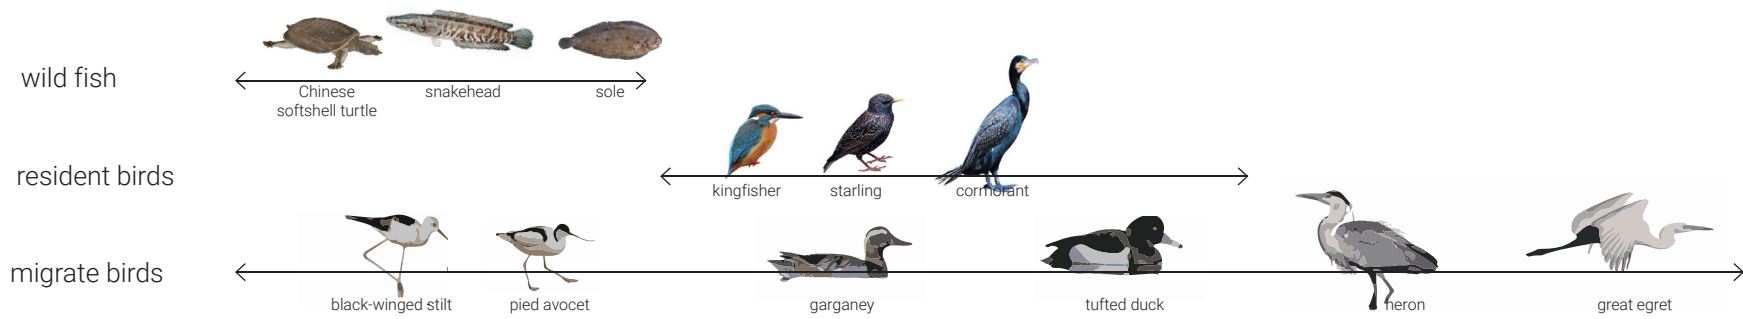 wild fish
Chinese
softshell turtle
snakehead
sole
resident birds
kingfisher
starling
cormorant
migrate birds
black-winged stilt
pied avocet
garganey
tufted duck
heron
great egret